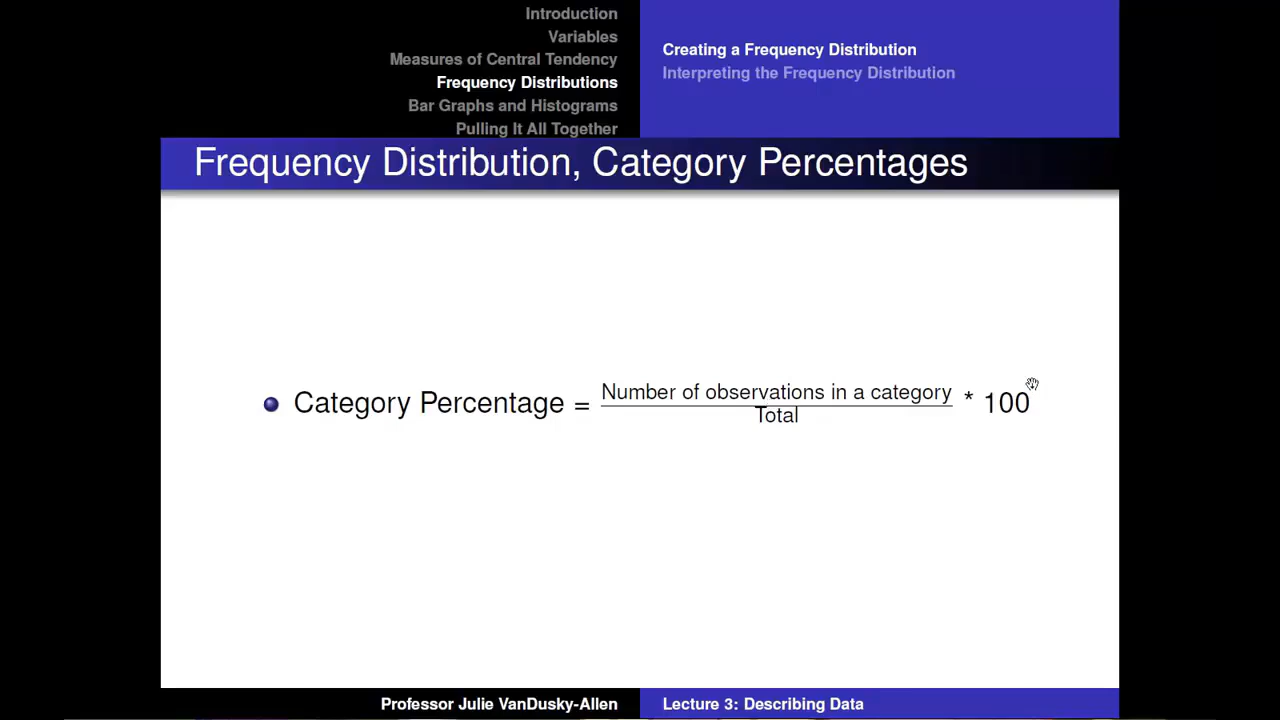 Introduction
Variables
Measures of Central Tendency
Frequency Distributions
Bar Graphs and Histograms
Pulling It All Together
Creating a Frequency Distribution
Interpreting the Frequency Distribution
Frequency Distribution, Category Percentages
Category Percentage = Number of observations in a category / Total * 100
Professor Julie VanDusky-Allen
Lecture 3: Describing Data